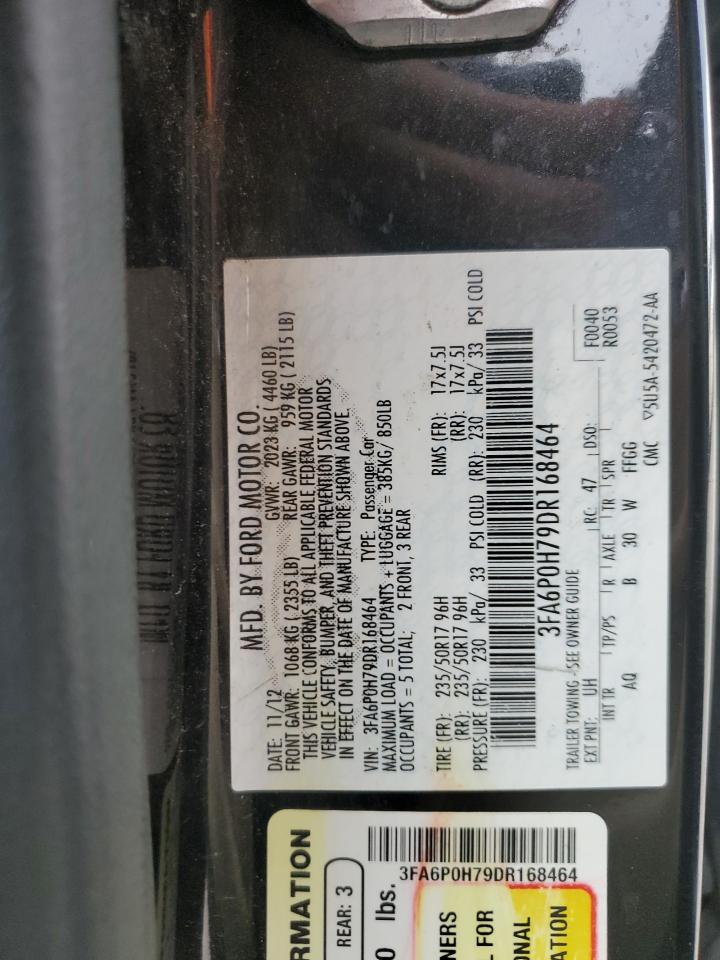 MFD. BY FORD MOTOR CO.
DATE: 11/12 GVWR: 2023 KG ( 4460 LB)
FRONT GAWR: 1068 KG ( 2355 LB) REAR GAWR: 959 KG ( 2115 LB)
THIS VEHICLE CONFORMS TO ALL APPLICABLE FEDERAL MOTOR
VEHICLE SAFETY, BUMPER, AND THEFT PREVENTION STANDARDS
IN EFFECT ON THE DATE OF MANUFACTURE SHOWN ABOVE.
VIN: 3FA6P0H79DR168464 TYPE: Passenger Car
MAXIMUM LOAD = OCCUPANTS + LUGGAGE = 385KG/ 850LB
OCCUPANTS = 5 TOTAL; 2 FRONT, 3 REAR
TIRE (FR): 235/50R17 96H RIMS (FR): 17x7.5J
(RR): 235/50R17 96H (RR): 17x7.5J
PRESSURE (FR): 230 kPa/ 33 PSI COLD (RR): 230 kPa/ 33 PSI COLD
3FA6P0H79DR168464
F0040
R0053
TRAILER TOWING - SEE OWNER GUIDE
EXT PNT: UH RC: 47 DSO:
INT TR TP/PS R AXLE TR SPR
AQ B 30 W FFGG
CMC ▽5U5A-5420472-AA
RMATION
REAR: 3
0 lbs.
3FA6P0H79DR168464
NERS
L FOR
ONAL
ATION